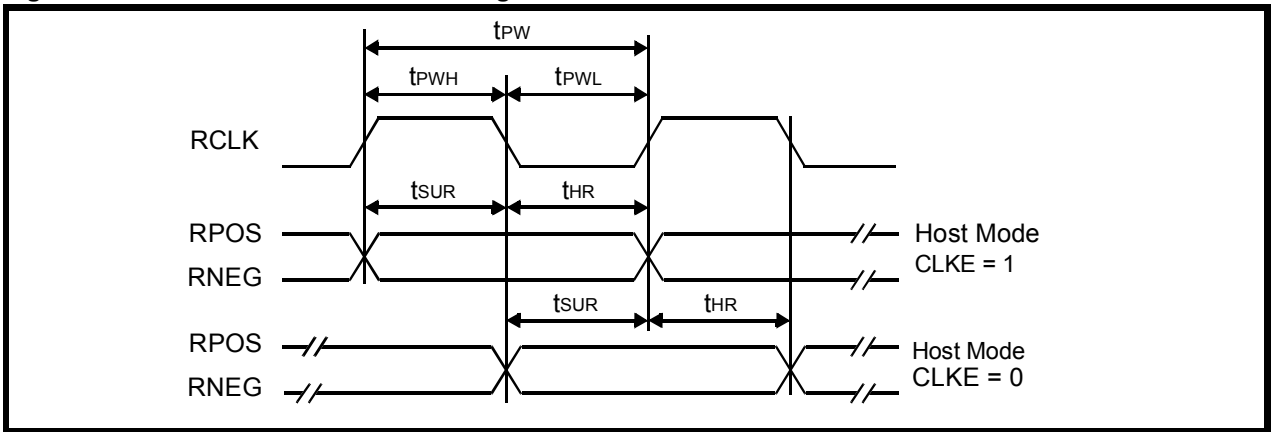 tPW
tPWH tPWL
RCLK
tSUR tHR
RPOS Host Mode
RNEG CLKE = 1
tSUR tHR
RPOS Host Mode
RNEG CLKE = 0